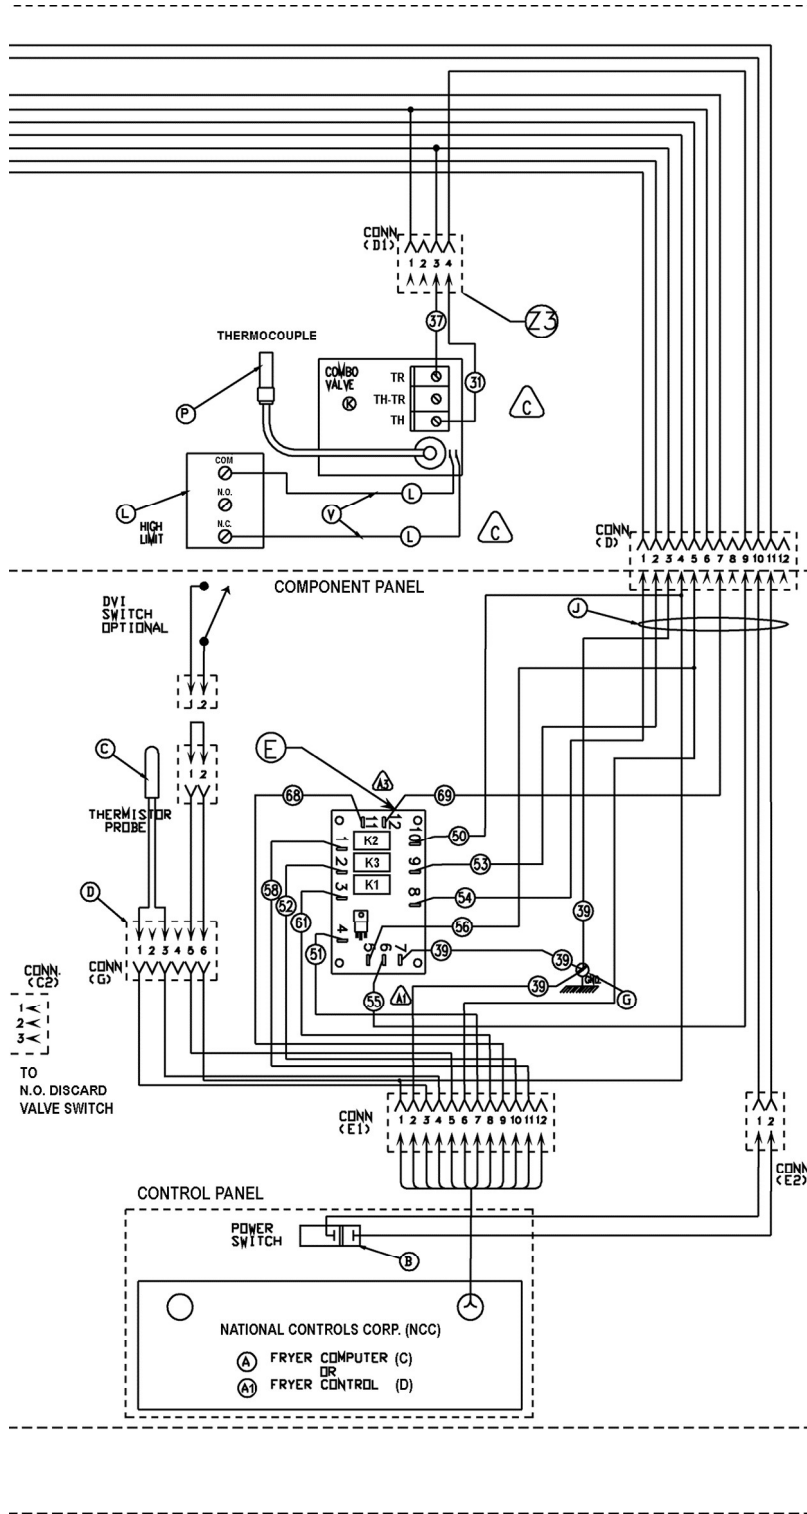 CONN.
(D1)
1 2 3 4
Z3
37
THERMOCOUPLE
COMBO
VALVE
K
TR
TH-TR
TH
31
C
P
COM
N.O.
N.C.
L
HIGH
LIMIT
V
L
L
C
CONN.
(D)
1 2 3 4 5 6 7 8 9 10 11 12
COMPONENT PANEL
DVI
SWITCH
OPTIONAL
J
1 2
C
1 2
THERMISTOR
PROBE
E
A3
68
69
11 12
1
2
3
4
K2
K3
K1
10
9
8
5 6 7
50
53
54
56
58
52
61
51
39
39
39
39
55
A1
GND.
G
D
1 2 3 4 5 6
CONN
(G)
CONN.
(C2)
1
2
3
TO
N.O. DISCARD
VALVE SWITCH
CONN
(E1)
1 2 3 4 5 6 7 8 9 10 11 12
1 2
CONN
(E2)
CONTROL PANEL
POWER
SWITCH
B
NATIONAL CONTROLS CORP. (NCC)
A FRYER COMPUTER (C)
OR
A1 FRYER CONTROL (D)